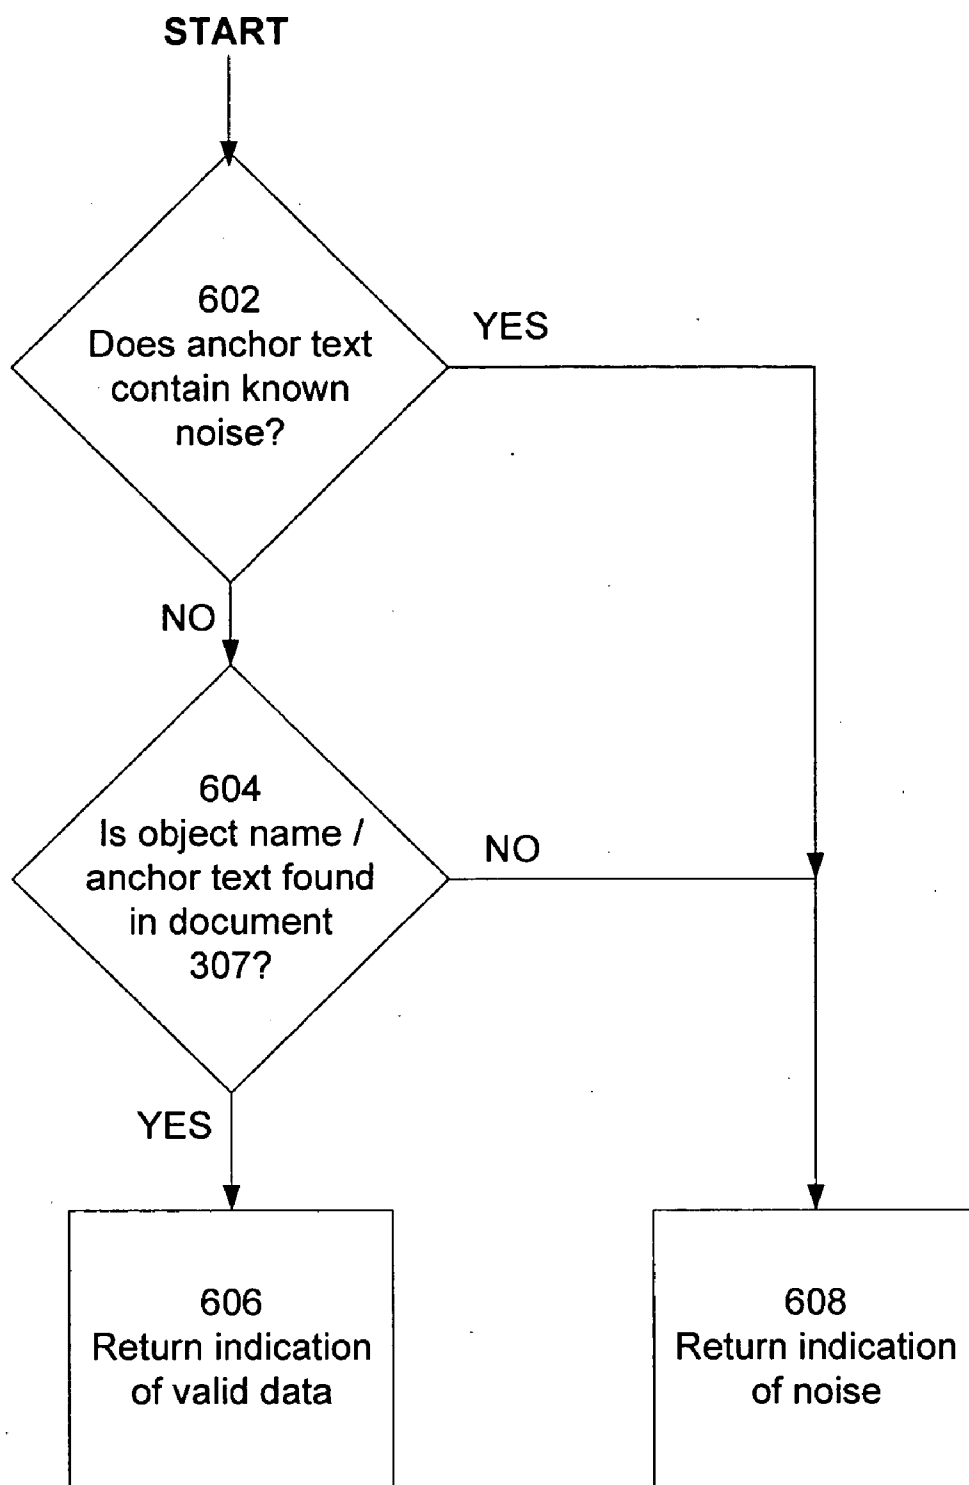 START
602
Does anchor text
contain known
noise?
YES
NO
604
Is object name /
anchor text found
in document
307?
NO
YES
606
Return indication
of valid data
608
Return indication
of noise